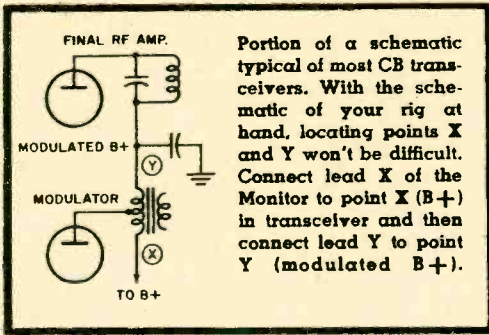 FINAL RF AMP.
MODULATED B+
Y
MODULATOR
X
TO B+
Portion of a schematic
typical of most CB trans-
ceivers. With the sche-
matic of your rig at
hand, locating points X
and Y won't be difficult.
Connect lead X of the
Monitor to point X (B+)
in transceiver and then
connect lead Y to point
Y (modulated B+).